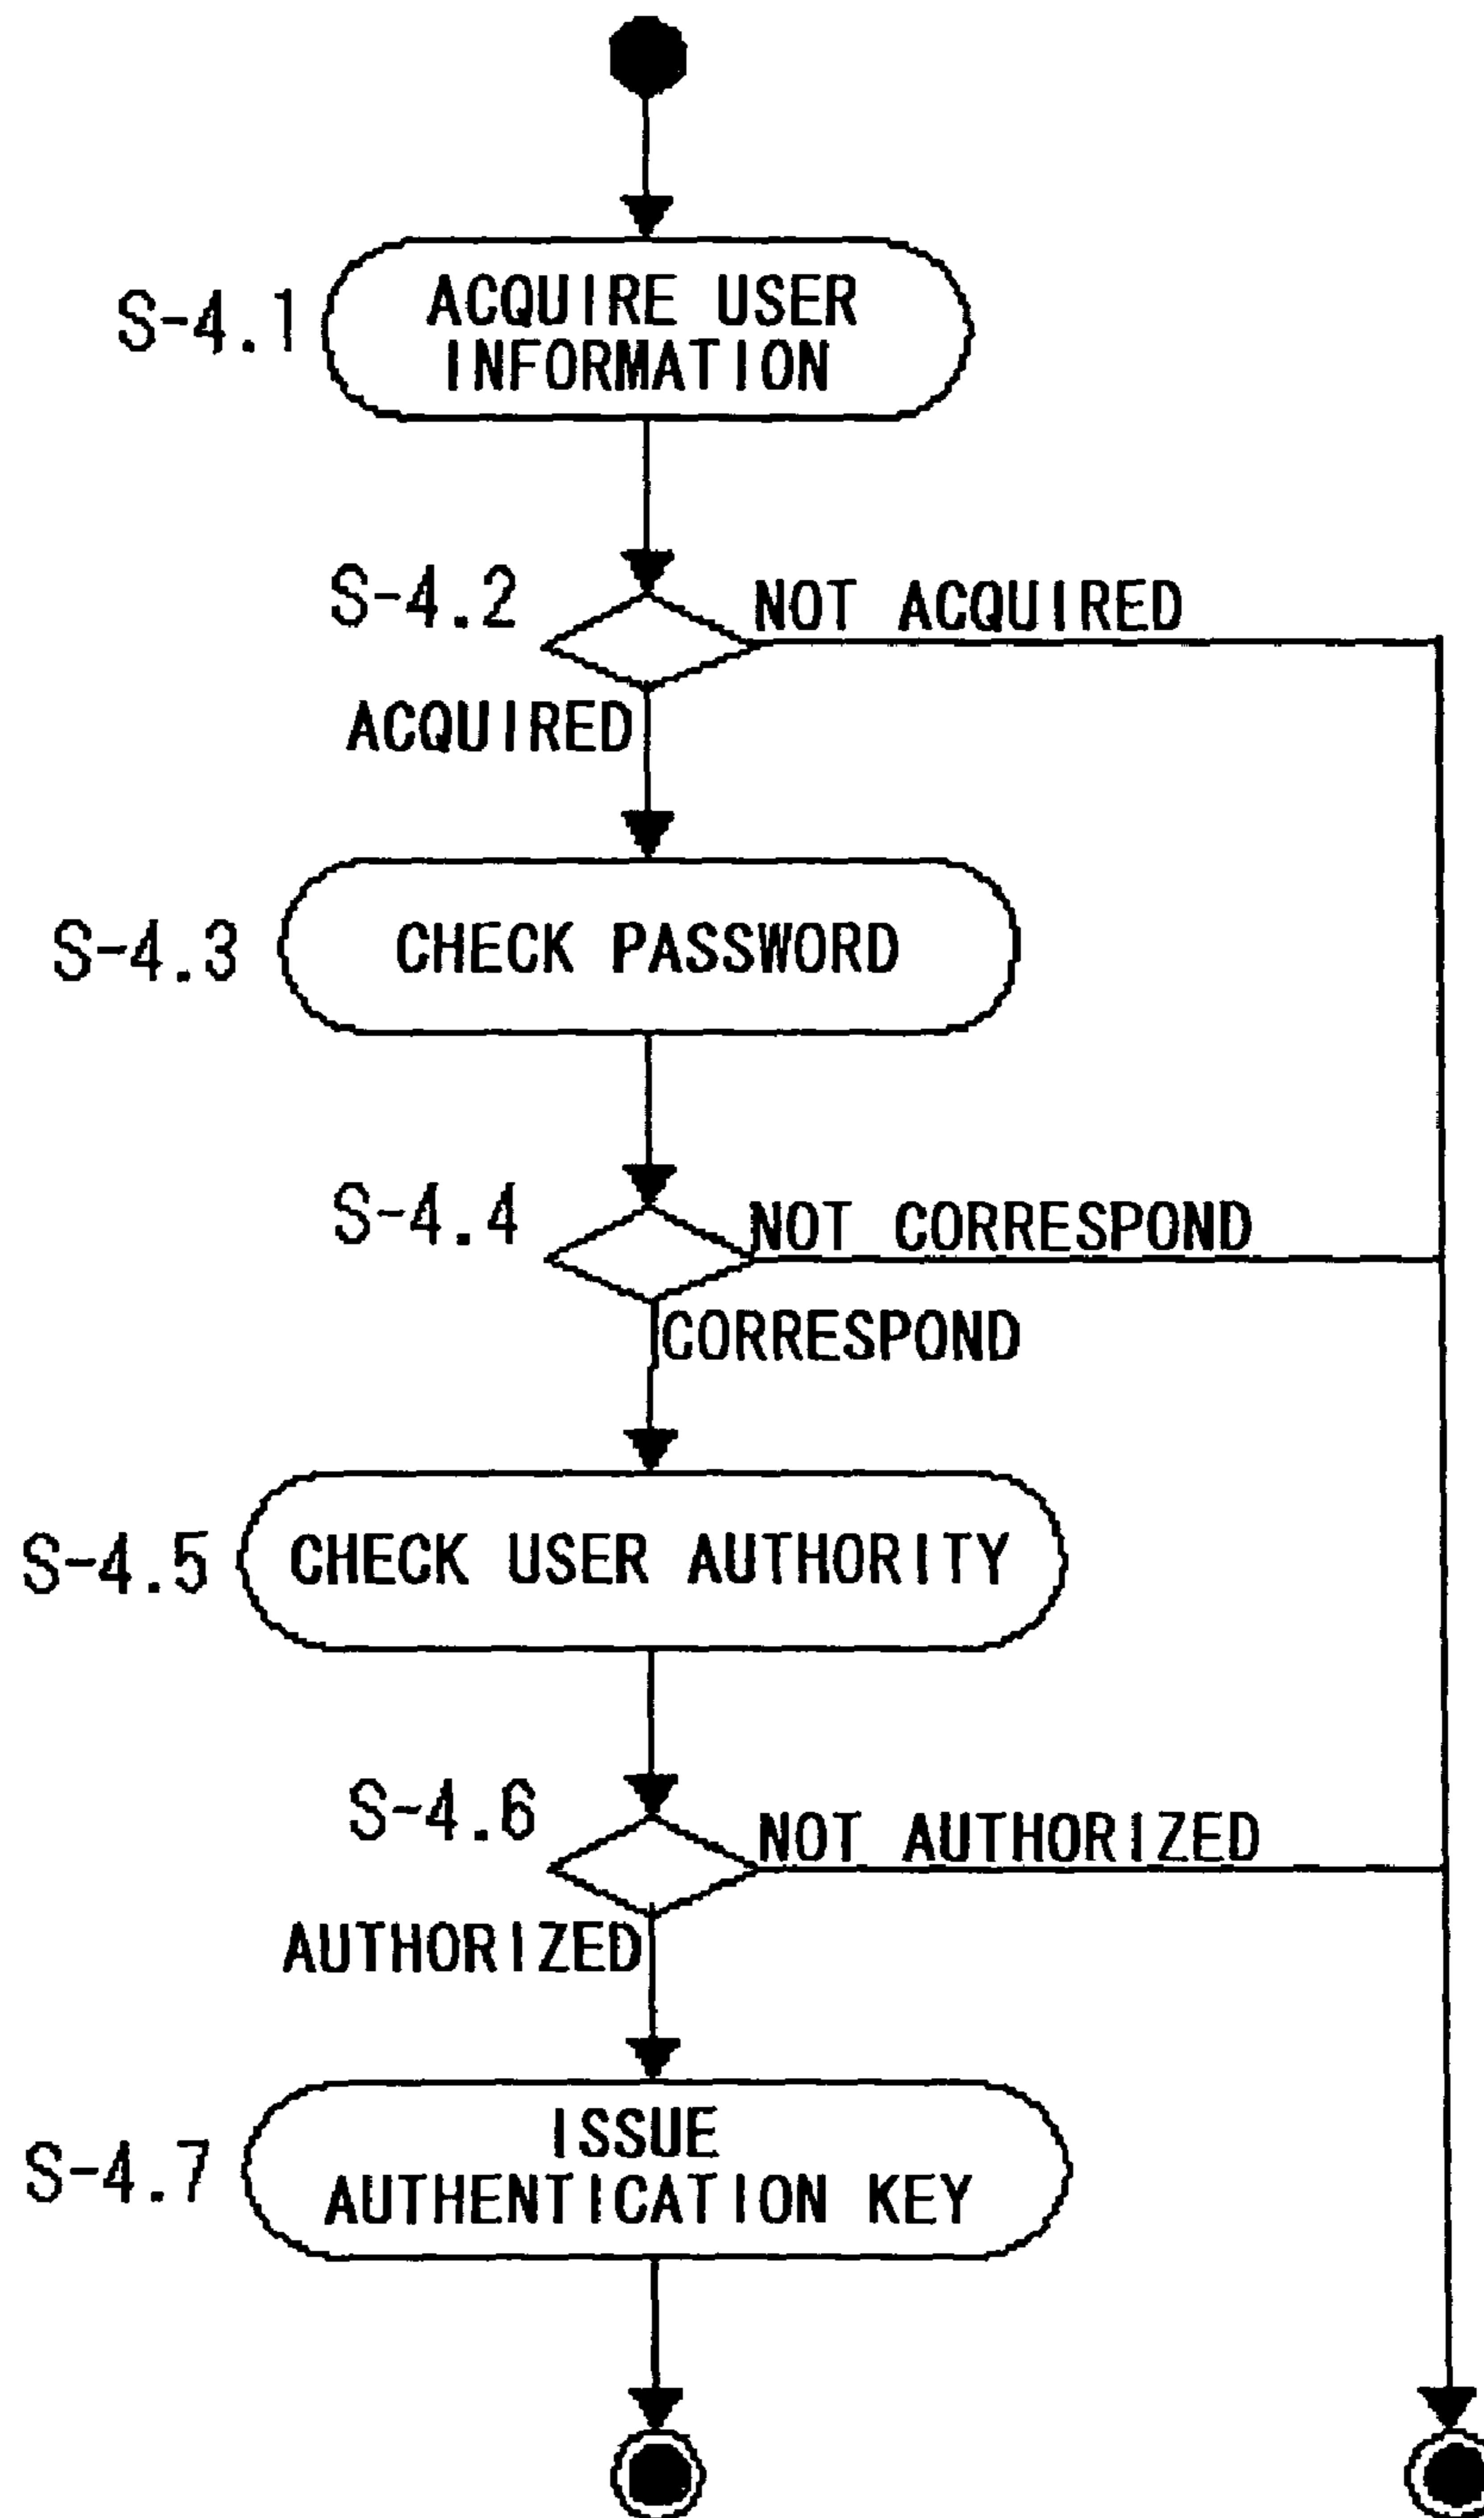 S-4.1
ACQUIRE USER
INFORMATION
S-4.2
NOT ACQUIRED
ACQUIRED
S-4.3
CHECK PASSWORD
S-4.4
NOT CORRESPOND
CORRESPOND
S-4.5
CHECK USER AUTHORITY
S-4.6
NOT AUTHORIZED
AUTHORIZED
S-4.7
ISSUE
AUTHENTICATION KEY